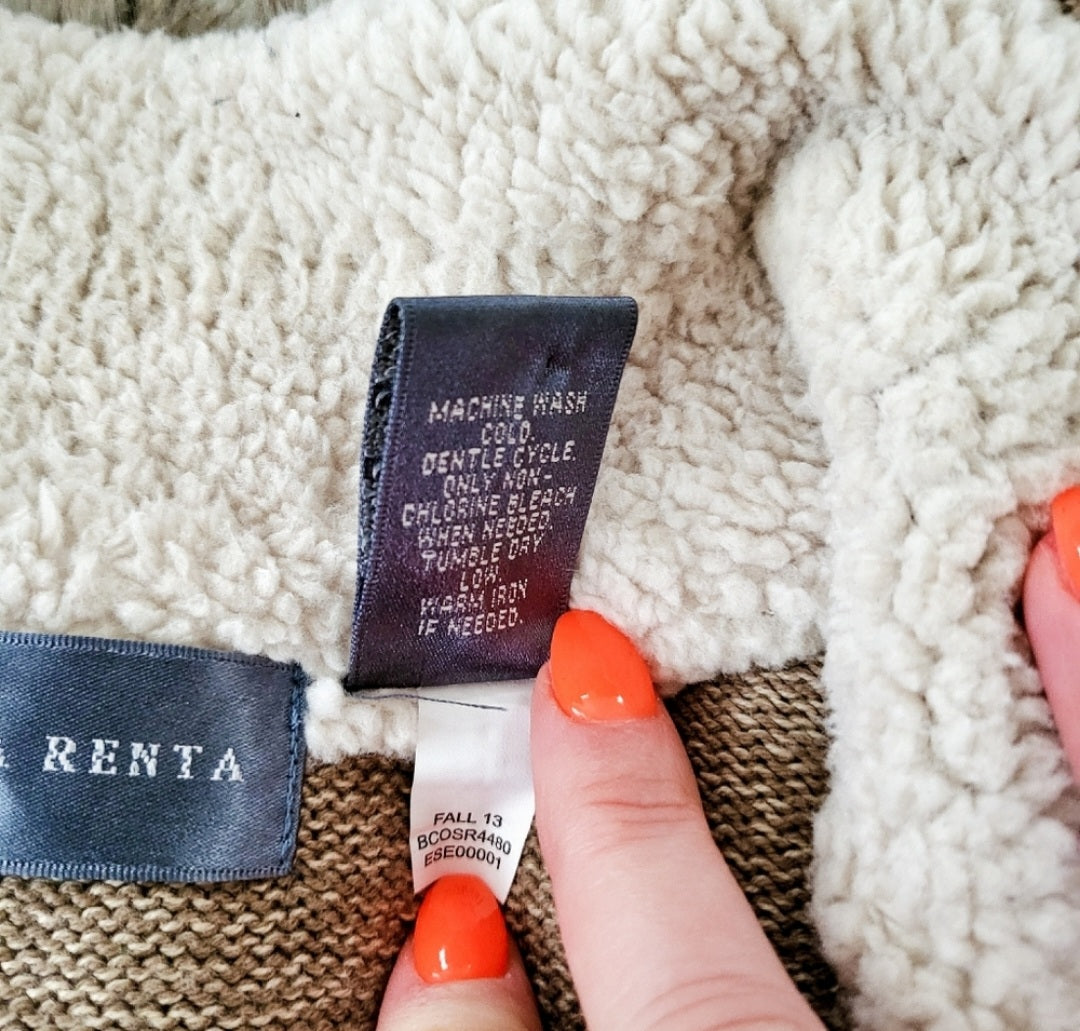 MACHINE WASH
COLD.
GENTLE CYCLE.
ONLY NON-
CHLORINE BLEACH
WHEN NEEDED.
TUMBLE DRY
LOW.
WARM IRON
IF NEEDED.
A RENTA
FALL 13
BCOSR4480
ESE00001